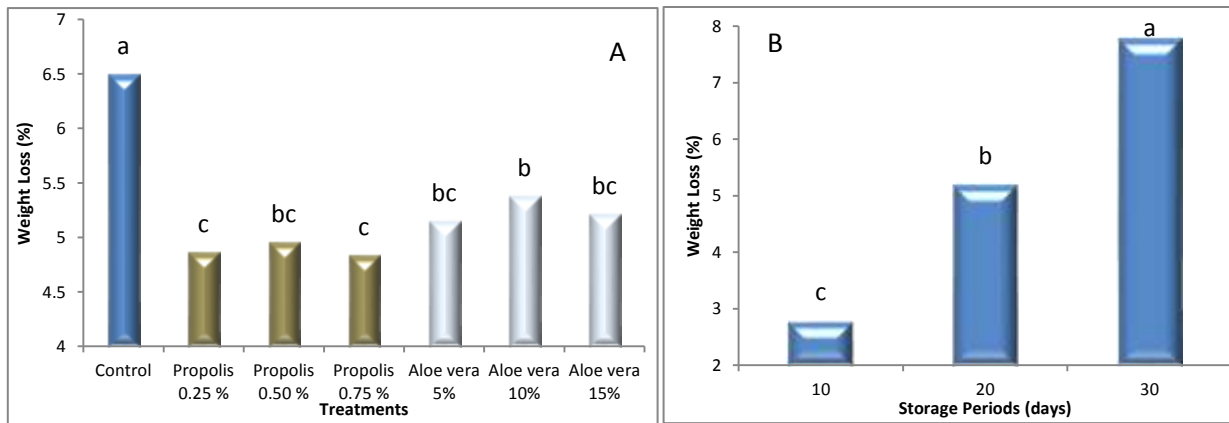 7
6.5
6
5.5
5
4.5
4
Weight Loss (%)
A
a
c
bc
c
bc
b
bc
Control
Propolis 0.25 %
Propolis 0.50 %
Propolis 0.75 %
Aloe vera 5%
Aloe vera 10%
Aloe vera 15%
Treatments
8
7
6
5
4
3
2
Weight Loss (%)
B
c
b
a
10
20
30
Storage Periods (days)